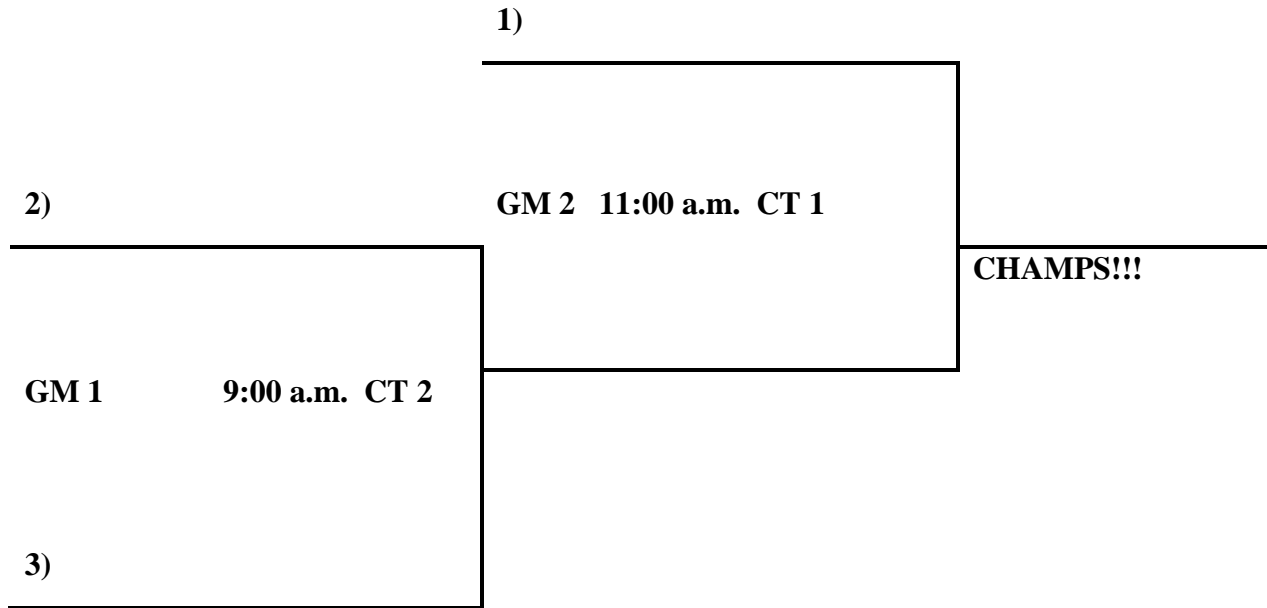 1)
2)
GM 2 11:00 a.m. CT 1
CHAMPS!!!
GM 1 9:00 a.m. CT 2
3)